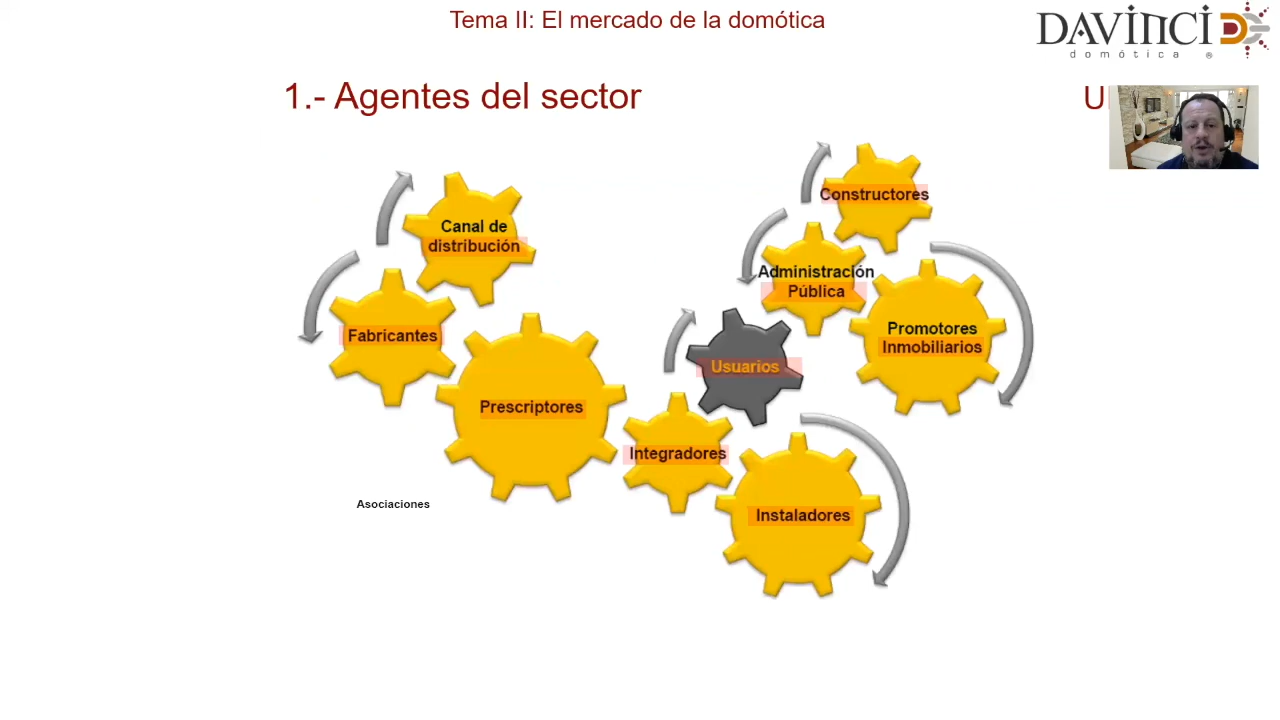 Tema II: El mercado de la domótica
DAVINCI
domótica ®
1.- Agentes del sector
Constructores
Canal de
distribución
Administración
Pública
Fabricantes
Promotores
Inmobiliarios
Usuarios
Prescriptores
Integradores
Asociaciones
Instaladores